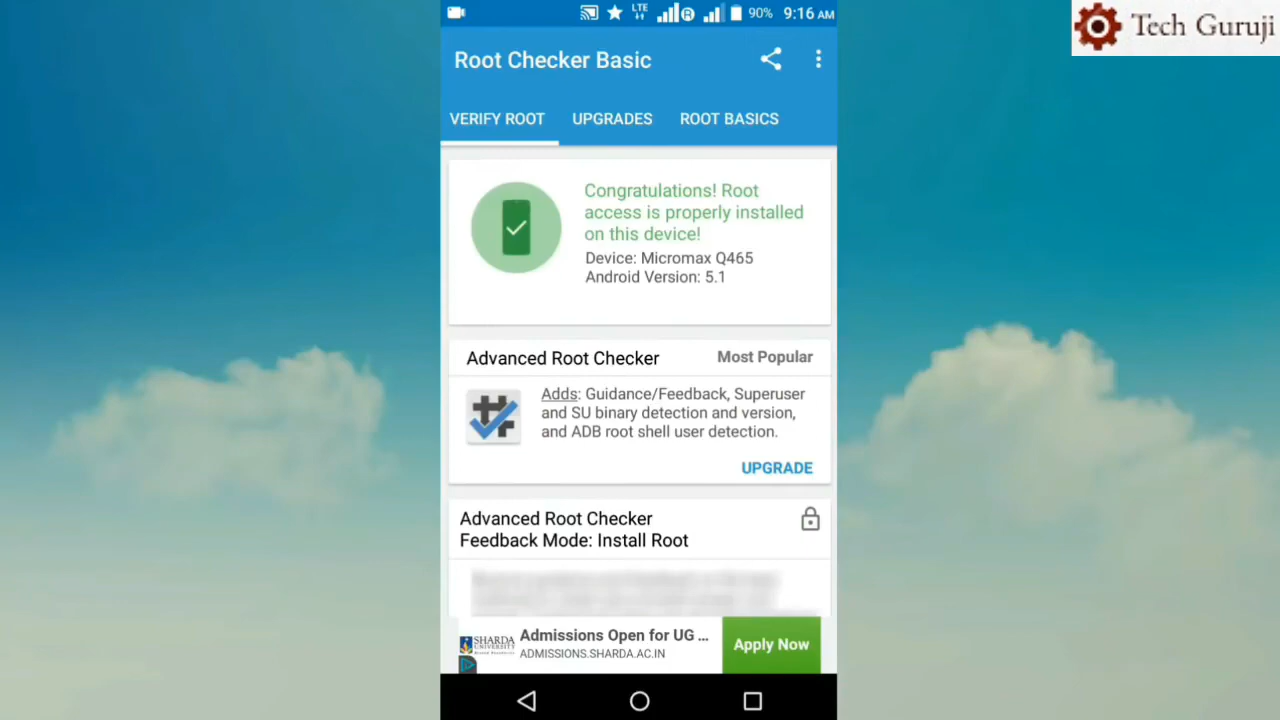 LTE
R
90%
9:16 AM
Tech Guruji
Root Checker Basic
VERIFY ROOT
UPGRADES
ROOT BASICS
Congratulations! Root
access is properly installed
on this device!
Device: Micromax Q465
Android Version: 5.1
Advanced Root Checker
Most Popular
Adds: Guidance/Feedback, Superuser
and SU binary detection and version,
and ADB root shell user detection.
UPGRADE
Advanced Root Checker
Feedback Mode: Install Root
SHARDA
UNIVERSITY
Admissions Open for UG ...
ADMISSIONS.SHARDA.AC.IN
Apply Now